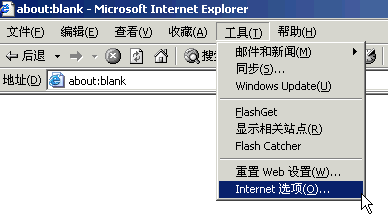 about:blank - Microsoft Internet Explorer
文件(F) 编辑(E) 查看(V) 收藏(A) 工具(T) 帮助(H)
后退
地址(D) about:blank
邮件和新闻(M)
同步(S)...
Windows Update(U)
FlashGet
显示相关站点(R)
Flash Catcher
重置 Web 设置(W)...
Internet 选项(O)...